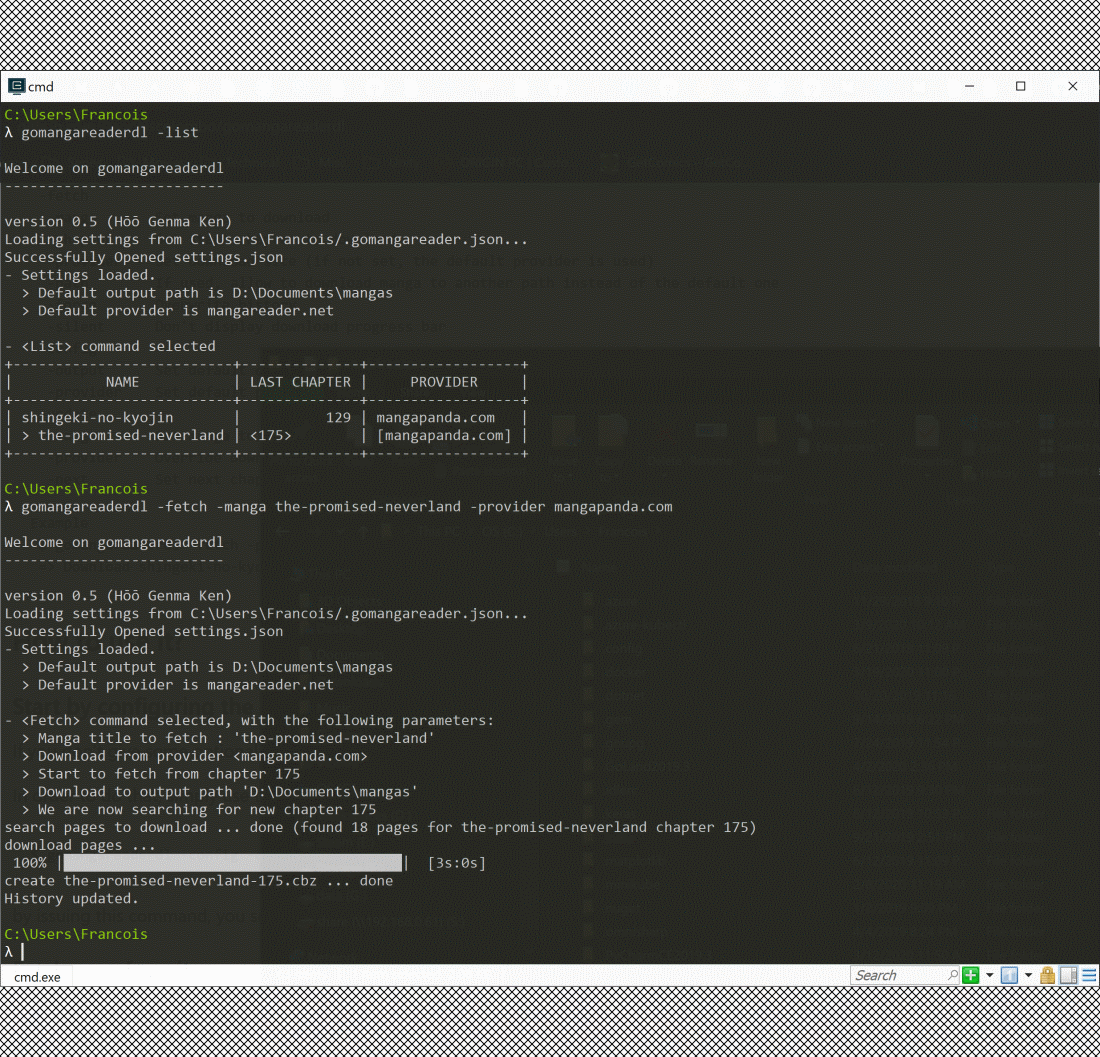 cmd
C:\Users\Francois
λ gomangareaderdl -list
Welcome on gomangareaderdl
--------------------------
version 0.5 (Hōō Genma Ken)
Loading settings from C:\Users\Francois/.gomangareader.json...
Successfully Opened settings.json
- Settings loaded.
  > Default output path is D:\Documents\mangas
  > Default provider is mangareader.net
- <List> command selected
+--------------------------+--------------+------------------+
|           NAME           | LAST CHAPTER |     PROVIDER     |
+--------------------------+--------------+------------------+
| shingeki-no-kyojin       |          129 | mangapanda.com   |
| > the-promised-neverland | <175>        | [mangapanda.com] |
+--------------------------+--------------+------------------+
C:\Users\Francois
λ gomangareaderdl -fetch -manga the-promised-neverland -provider mangapanda.com
Welcome on gomangareaderdl
--------------------------
version 0.5 (Hōō Genma Ken)
Loading settings from C:\Users\Francois/.gomangareader.json...
Successfully Opened settings.json
- Settings loaded.
  > Default output path is D:\Documents\mangas
  > Default provider is mangareader.net
- <Fetch> command selected, with the following parameters:
  > Manga title to fetch : 'the-promised-neverland'
  > Download from provider <mangapanda.com>
  > Start to fetch from chapter 175
  > Download to output path 'D:\Documents\mangas'
  > We are now searching for new chapter 175
search pages to download ... done (found 18 pages for the-promised-neverland chapter 175)
download pages ...
 100% |                                        |  [3s:0s]
create the-promised-neverland-175.cbz ... done
History updated.
C:\Users\Francois
λ
cmd.exe
Search